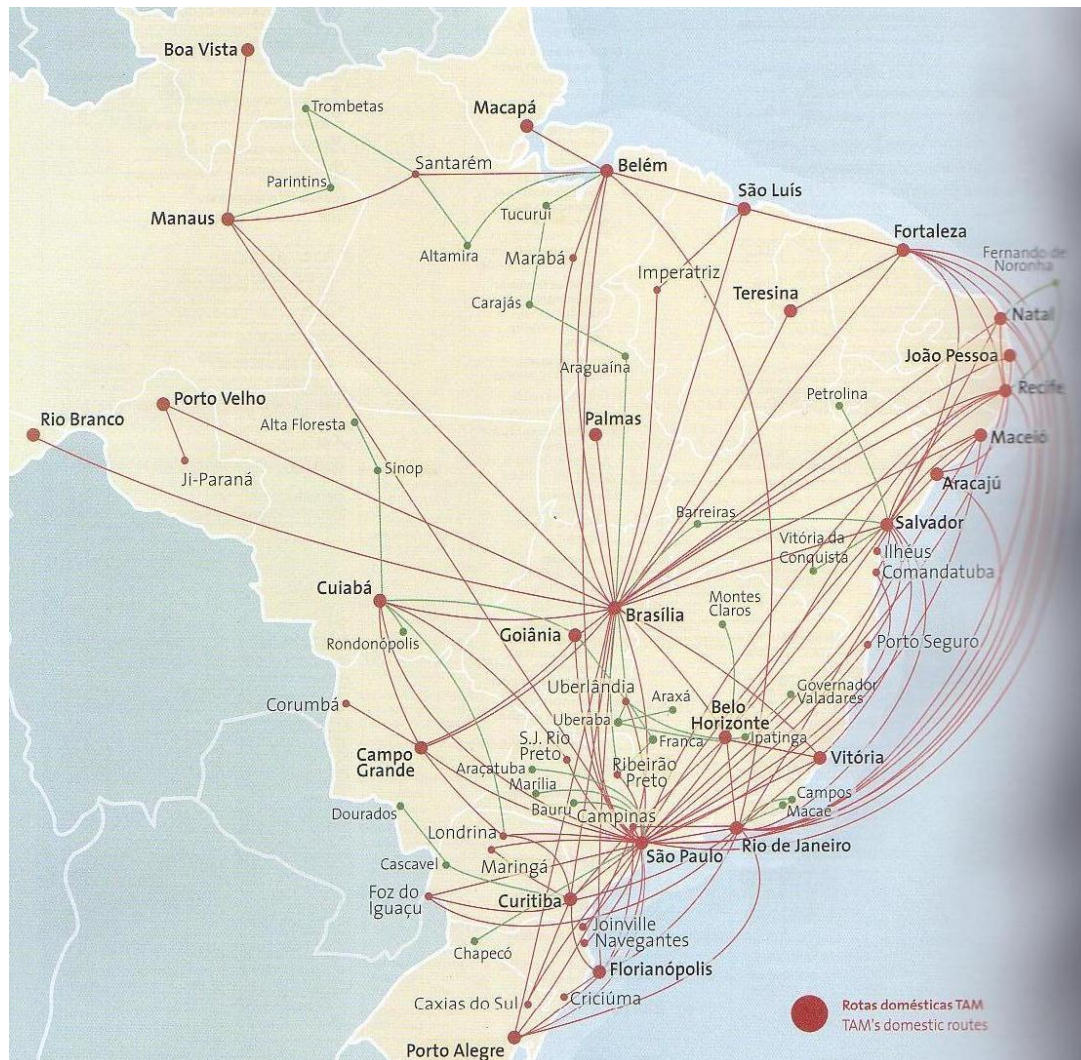 Boa Vista
Trombetas
Macapá
Santarém
Belém
Parintins
São Luís
Manaus
Tucuruí
Fortaleza
Altamira
Marabá
Fernando de
Noronha
Imperatriz
Teresina
Carajás
Natal
João Pessoa
Araguaína
Recife
Porto Velho
Petrolina
Rio Branco
Alta Floresta
Palmas
Maceió
Ji-Paraná
Sinop
Aracajú
Barreiras
Salvador
Vitória da
Conquista
Ilhéus
Comandatuba
Cuiabá
Montes
Claros
Brasília
Goiânia
Rondonópolis
Porto Seguro
Uberlândia
Araxá
Governador
Valadares
Corumbá
Belo
Horizonte
Uberaba
S.J. Rio
Preto
Franca
Ipatinga
Campo
Grande
Araçatuba
Ribeirão
Preto
Vitória
Marília
Bauru
Campinas
Campos
Macaé
Dourados
Londrina
São Paulo
Rio de Janeiro
Cascavel
Maringá
Foz do
Iguaçu
Curitiba
Joinville
Navegantes
Chapecó
Florianópolis
Caxias do Sul
Criciúma
Porto Alegre
Rotas domésticas TAM
TAM's domestic routes